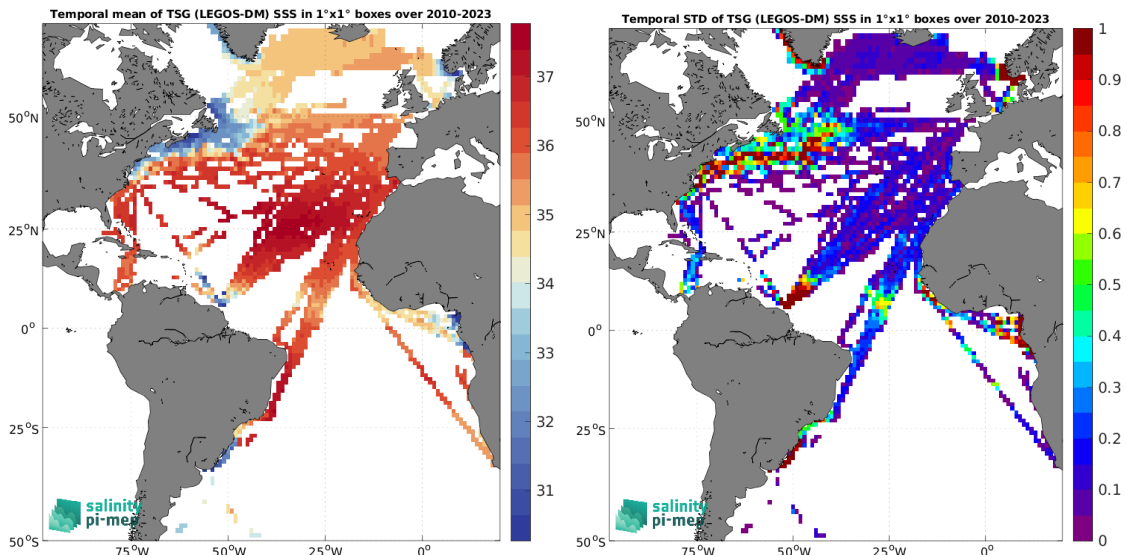 Temporal mean of TSG (LEGOS-DM) SSS in 1°x1° boxes over 2010-2023
50°N
25°N
0°
25°S
50°S
75°W
50°W
25°W
0°
37
36
35
34
33
32
31
salinity
pi-mep
Temporal STD of TSG (LEGOS-DM) SSS in 1°x1° boxes over 2010-2023
50°N
25°N
0°
25°S
50°S
75°W
50°W
25°W
0°
1
0.9
0.8
0.7
0.6
0.5
0.4
0.3
0.2
0.1
0
salinity
pi-mep